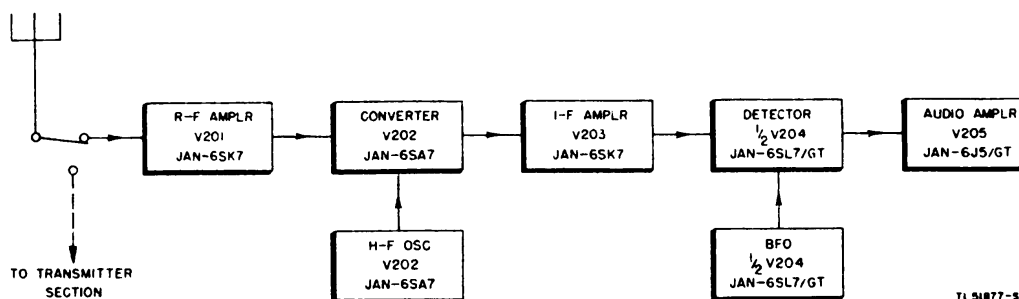 R-F AMPLR
V201
JAN-6SK7
CONVERTER
V202
JAN-6SA7
I-F AMPLR
V203
JAN-6SK7
DETECTOR
1/2 V204
JAN-6SL7/GT
AUDIO AMPLR
V205
JAN-6J5/GT
H-F OSC
V202
JAN-6SA7
BFO
1/2 V204
JAN-6SL7/GT
TO TRANSMITTER
SECTION
TL 51877-S